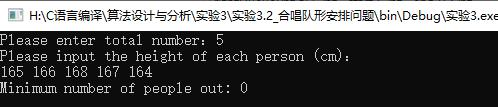 H:\C语言编译\算法设计与分析\实验3\实验3.2_合唱队形安排问题\bin\Debug\实验3.exe
Please enter total number: 5
Please input the height of each person (cm):
165 166 168 167 164
Minimum number of people out: 0